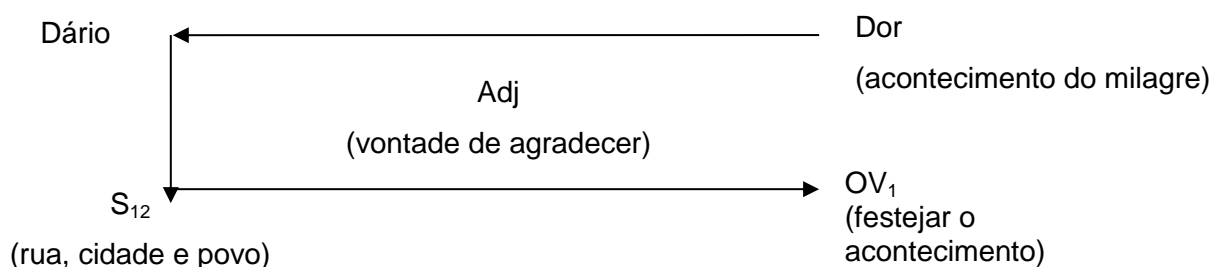 Dário
Dor
(acontecimento do milagre)
Adj
(vontade de agradecer)
S₁₂
(rua, cidade e povo)
OV₁
(festejar o
acontecimento)